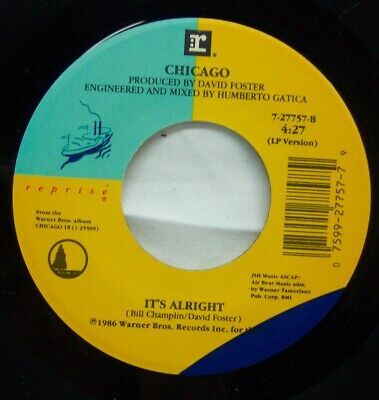 r
CHICAGO
PRODUCED BY DAVID FOSTER
ENGINEERED AND MIXED BY HUMBERTO GATICA
7-27757-B
4:27
(LP Version)
reprise
®
From the
Warner Bros. album
CHICAGO 18 (1-25509)
0 7599-27757-7 9
JSH Music ASCAP/
Air Bear Music adm.
by Warner Tamerlane
Pub. Corp. BMI
IT'S ALRIGHT
(Bill Champlin/David Foster)
℗1986 Warner Bros. Records Inc. for the